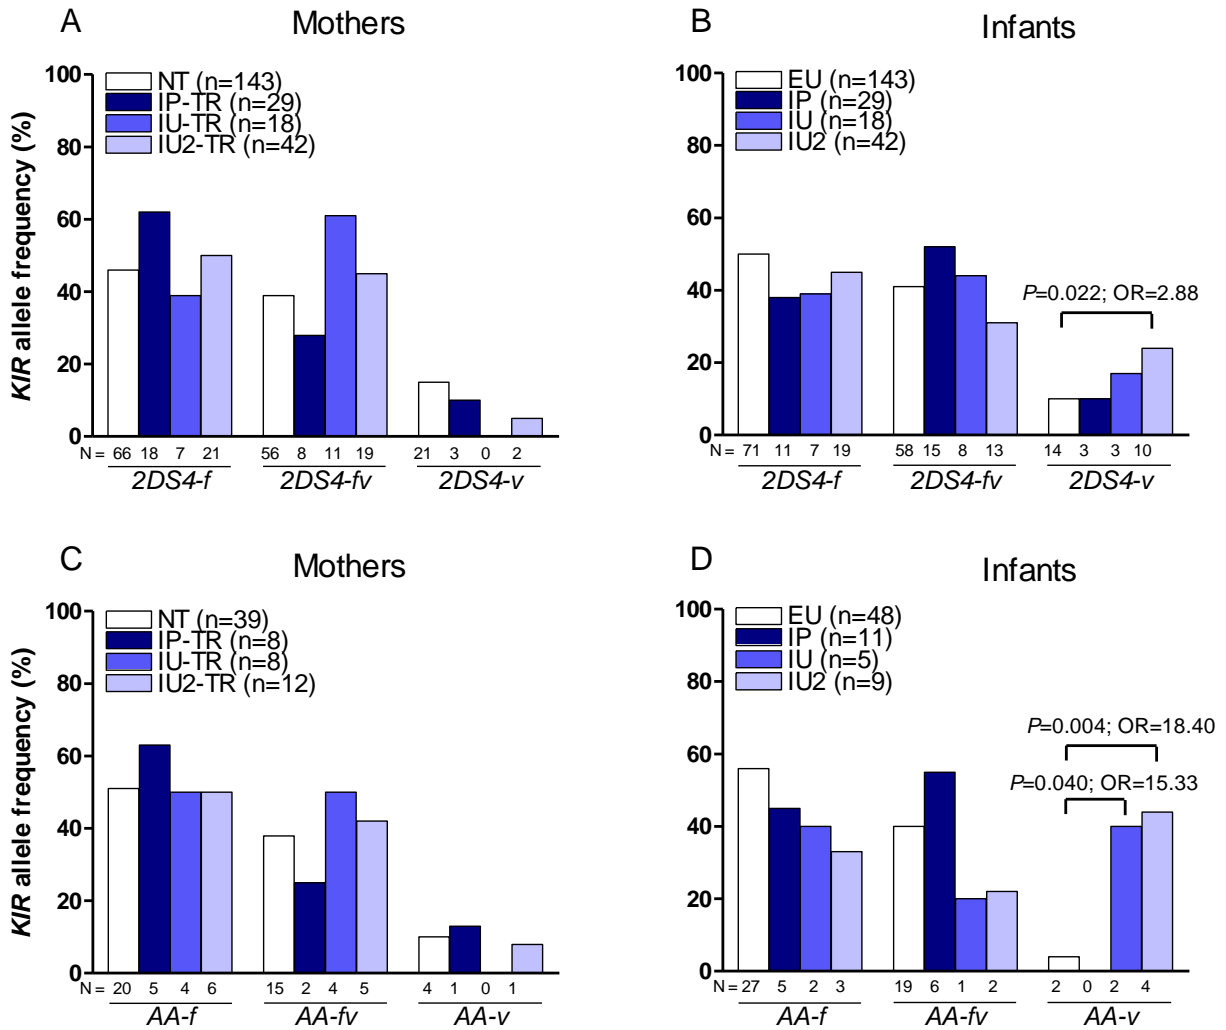 A
Mothers
KIR allele frequency (%)
100
80
60
40
20
0
NT (n=143)
IP-TR (n=29)
IU-TR (n=18)
IU2-TR (n=42)
N = 66 18 7 21 56 8 11 19 21 3 0 2
2DS4-f 2DS4-fv 2DS4-v
B
Infants
100
80
60
40
20
0
EU (n=143)
IP (n=29)
IU (n=18)
IU2 (n=42)
P=0.022; OR=2.88
N = 71 11 7 19 58 15 8 13 14 3 3 10
2DS4-f 2DS4-fv 2DS4-v
C
Mothers
KIR allele frequency (%)
100
80
60
40
20
0
NT (n=39)
IP-TR (n=8)
IU-TR (n=8)
IU2-TR (n=12)
N = 20 5 4 6 15 2 4 5 4 1 0 1
AA-f AA-fv AA-v
D
Infants
100
80
60
40
20
0
EU (n=48)
IP (n=11)
IU (n=5)
IU2 (n=9)
P=0.004; OR=18.40
P=0.040; OR=15.33
N = 27 5 2 3 19 6 1 2 2 0 2 4
AA-f AA-fv AA-v